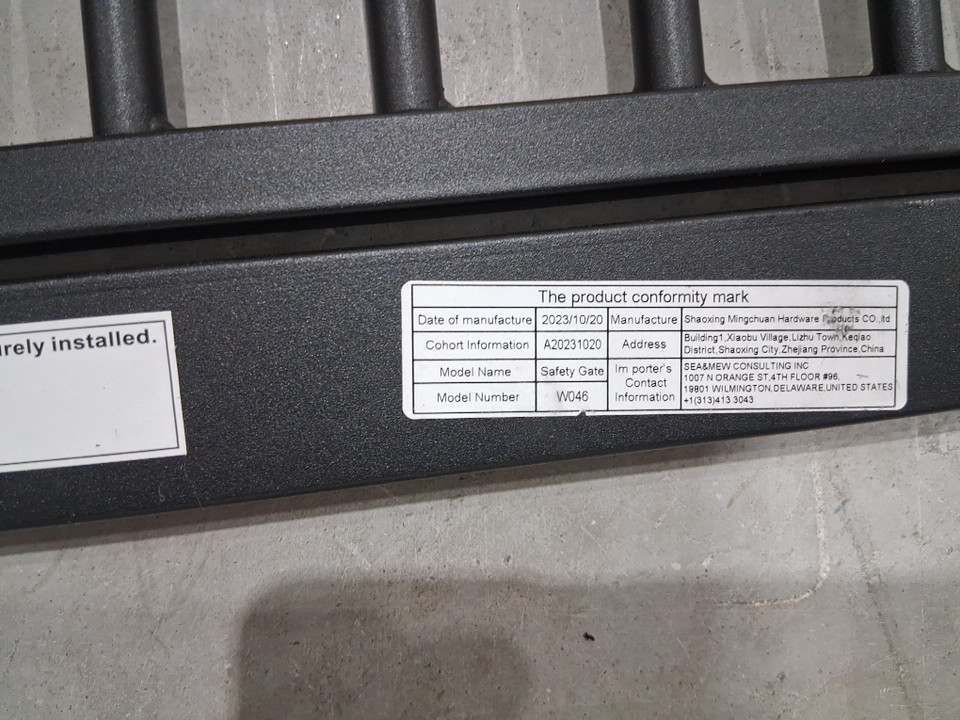 irely installed.
The product conformity mark
Date of manufacture 2023/10/20 Manufacture Shaoxing Mingchuan Hardware Products CO.,ltd
Cohort Information A20231020 Address Building1,Xiaobu Village,Lizhu Town,Keqiao
District,Shaoxing City,Zhejiang Province,China
Model Name Safety Gate Im porter's
Contact
Information SEA&MEW CONSULTING INC
1007 N ORANGE ST,4TH FLOOR #96,
19801 WILMINGTON,DELAWARE,UNITED STATES
+1(313)413 3043
Model Number W046